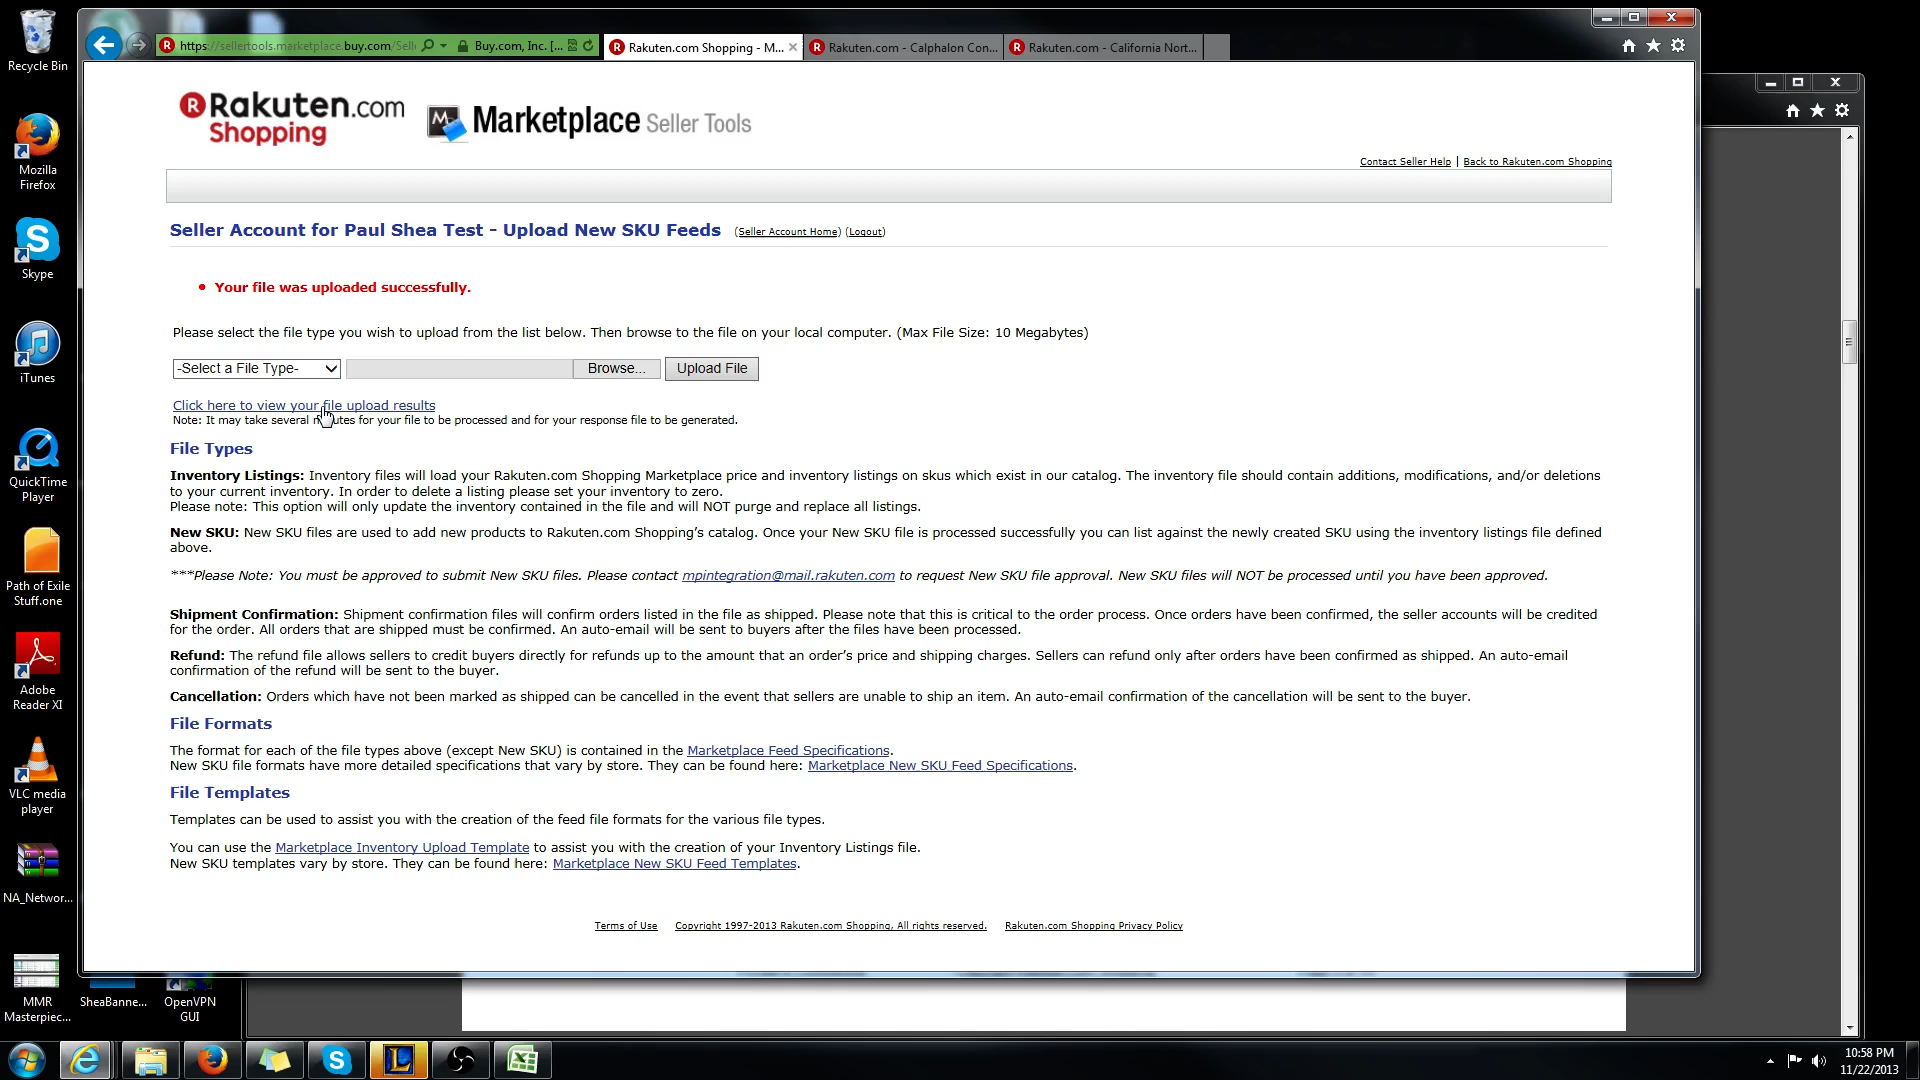 Recycle Bin
Mozilla
Firefox
Skype
iTunes
QuickTime
Player
Path of Exile
Stuff.one
Adobe
Reader XI
VLC media
player
NA_Networ...
MMR
Masterpiec...
SheaBanne...
OpenVPN
GUI
https://sellertools.marketplace.buy.com/Sell
Buy.com, Inc. [...
Rakuten.com Shopping - M...
Rakuten.com - Calphalon Con...
Rakuten.com - California Nort...
Rakuten.com
Shopping
Marketplace Seller Tools
Contact Seller Help | Back to Rakuten.com Shopping
Seller Account for Paul Shea Test - Upload New SKU Feeds (Seller Account Home) (Logout)
Your file was uploaded successfully.
Please select the file type you wish to upload from the list below. Then browse to the file on your local computer. (Max File Size: 10 Megabytes)
-Select a File Type- Browse... Upload File
Click here to view your file upload results
Note: It may take several minutes for your file to be processed and for your response file to be generated.
File Types
Inventory Listings: Inventory files will load your Rakuten.com Shopping Marketplace price and inventory listings on skus which exist in our catalog. The inventory file should contain additions, modifications, and/or deletions
to your current inventory. In order to delete a listing please set your inventory to zero.
Please note: This option will only update the inventory contained in the file and will NOT purge and replace all listings.
New SKU: New SKU files are used to add new products to Rakuten.com Shopping's catalog. Once your New SKU file is processed successfully you can list against the newly created SKU using the inventory listings file defined
above.
***Please Note: You must be approved to submit New SKU files. Please contact mpintegration@mail.rakuten.com to request New SKU file approval. New SKU files will NOT be processed until you have been approved.
Shipment Confirmation: Shipment confirmation files will confirm orders listed in the file as shipped. Please note that this is critical to the order process. Once orders have been confirmed, the seller accounts will be credited
for the order. All orders that are shipped must be confirmed. An auto-email will be sent to buyers after the files have been processed.
Refund: The refund file allows sellers to credit buyers directly for refunds up to the amount that an order's price and shipping charges. Sellers can refund only after orders have been confirmed as shipped. An auto-email
confirmation of the refund will be sent to the buyer.
Cancellation: Orders which have not been marked as shipped can be cancelled in the event that sellers are unable to ship an item. An auto-email confirmation of the cancellation will be sent to the buyer.
File Formats
The format for each of the file types above (except New SKU) is contained in the Marketplace Feed Specifications.
New SKU file formats have more detailed specifications that vary by store. They can be found here: Marketplace New SKU Feed Specifications.
File Templates
Templates can be used to assist you with the creation of the feed file formats for the various file types.
You can use the Marketplace Inventory Upload Template to assist you with the creation of your Inventory Listings file.
New SKU templates vary by store. They can be found here: Marketplace New SKU Feed Templates.
Terms of Use Copyright 1997-2013 Rakuten.com Shopping, All rights reserved. Rakuten.com Shopping Privacy Policy
10:58 PM
11/22/2013